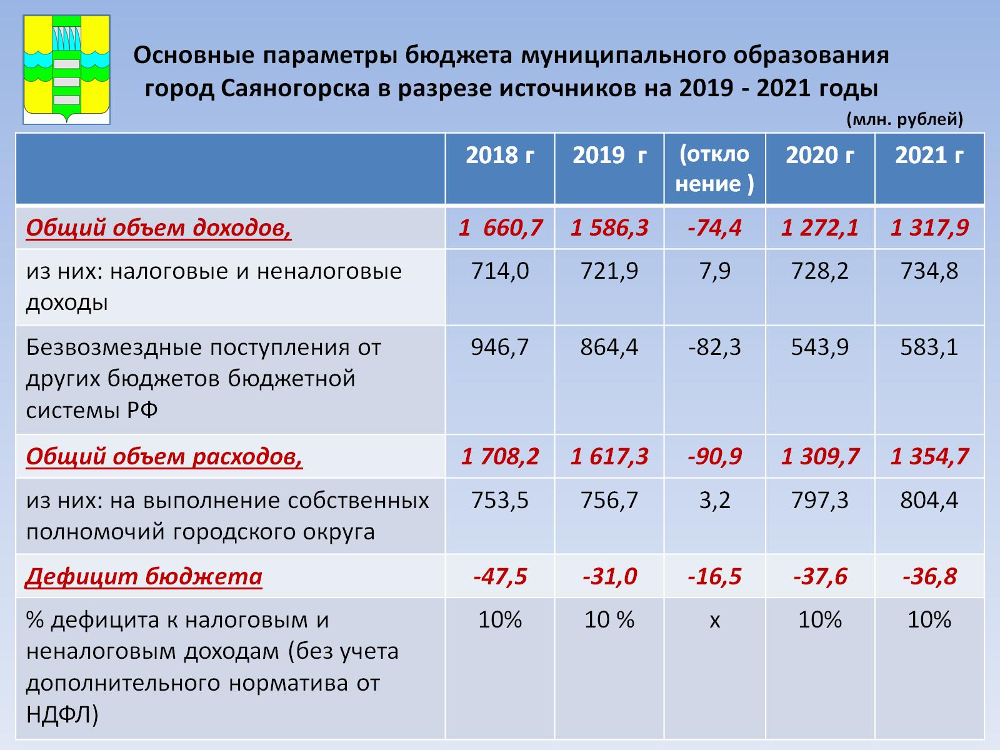 Основные параметры бюджета муниципального образования
город Саяногорска в разрезе источников на 2019 - 2021 годы
(млн. рублей)
2018 г 2019 г (откло нение ) 2020 г 2021 г
Общий объем доходов, 1 660,7 1 586,3 -74,4 1 272,1 1 317,9
из них: налоговые и неналоговые 714,0 721,9 7,9 728,2 734,8
доходы
Безвозмездные поступления от 946,7 864,4 -82,3 543,9 583,1
других бюджетов бюджетной
системы РФ
Общий объем расходов, 1 708,2 1 617,3 -90,9 1 309,7 1 354,7
из них: на выполнение собственных 753,5 756,7 3,2 797,3 804,4
полномочий городского округа
Дефицит бюджета -47,5 -31,0 -16,5 -37,6 -36,8
% дефицита к налоговым и 10% 10 % х 10% 10%
неналоговым доходам (без учета
дополнительного норматива от
НДФЛ)